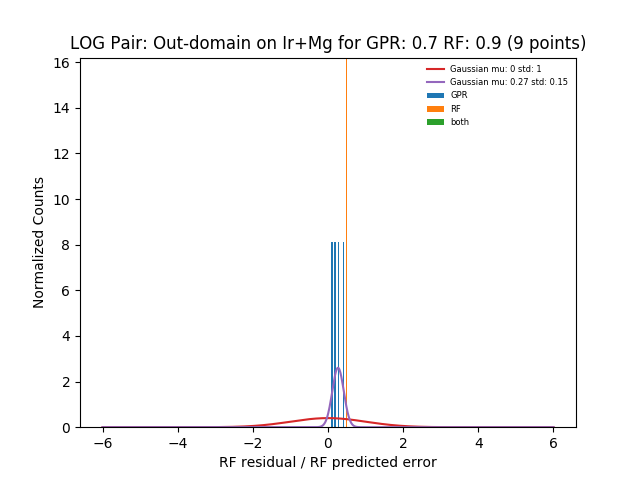 LOG Pair: Out-domain on Ir+Mg for GPR: 0.7 RF: 0.9 (9 points)
16
14
12
10
8
6
4
2
0
Normalized Counts
Gaussian mu: 0 std: 1
Gaussian mu: 0.27 std: 0.15
GPR
RF
both
−6
−4
−2
0
2
4
6
RF residual / RF predicted error